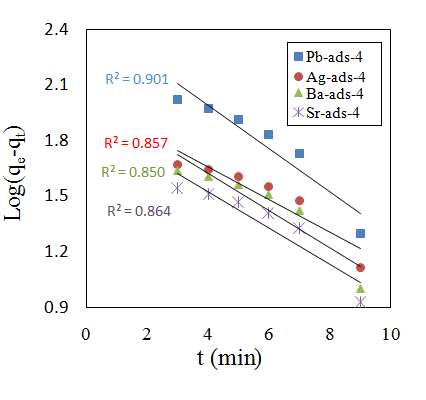 2.4
2.1
1.8
1.5
1.2
0.9
Log(qe-qt)
R² = 0.901
R² = 0.857
R² = 0.850
R² = 0.864
Pb-ads-4
Ag-ads-4
Ba-ads-4
Sr-ads-4
0 2 4 6 8 10
t (min)